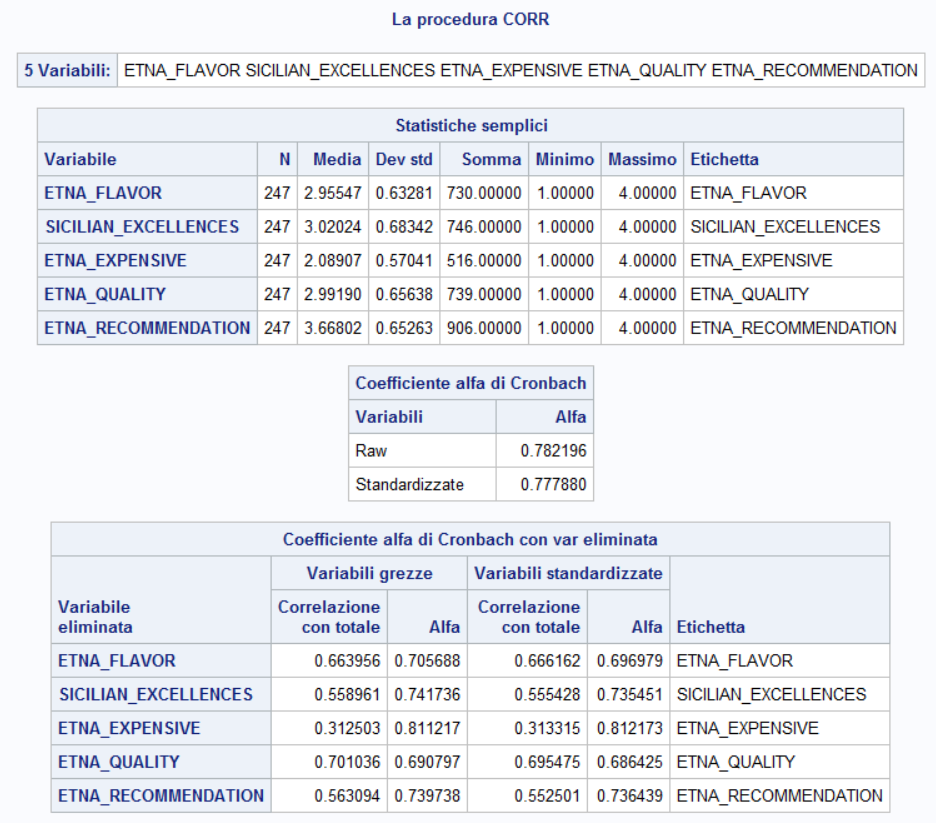 La procedura CORR
5 Variabili: ETNA_FLAVOR SICILIAN_EXCELLENCES ETNA_EXPENSIVE ETNA_QUALITY ETNA_RECOMMENDATION
Statistiche semplici
Variabile N Media Dev std Somma Minimo Massimo Etichetta
ETNA_FLAVOR 247 2.95547 0.63281 730.00000 1.00000 4.00000 ETNA_FLAVOR
SICILIAN_EXCELLENCES 247 3.02024 0.68342 746.00000 1.00000 4.00000 SICILIAN_EXCELLENCES
ETNA_EXPENSIVE 247 2.08907 0.57041 516.00000 1.00000 4.00000 ETNA_EXPENSIVE
ETNA_QUALITY 247 2.99190 0.65638 739.00000 1.00000 4.00000 ETNA_QUALITY
ETNA_RECOMMENDATION 247 3.66802 0.65263 906.00000 1.00000 4.00000 ETNA_RECOMMENDATION
Coefficiente alfa di Cronbach
Variabili Alfa
Raw 0.782196
Standardizzate 0.777880
Coefficiente alfa di Cronbach con var eliminata
Variabili grezze Variabili standardizzate
Variabile Correlazione Correlazione
eliminata con totale Alfa con totale Alfa Etichetta
ETNA_FLAVOR 0.663956 0.705688 0.666162 0.696979 ETNA_FLAVOR
SICILIAN_EXCELLENCES 0.558961 0.741736 0.555428 0.735451 SICILIAN_EXCELLENCES
ETNA_EXPENSIVE 0.312503 0.811217 0.313315 0.812173 ETNA_EXPENSIVE
ETNA_QUALITY 0.701036 0.690797 0.695475 0.686425 ETNA_QUALITY
ETNA_RECOMMENDATION 0.563094 0.739738 0.552501 0.736439 ETNA_RECOMMENDATION